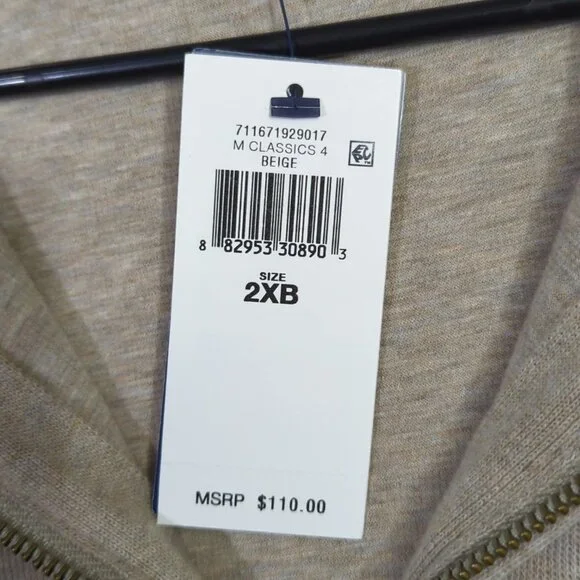 711671929017
M CLASSICS 4
BEIGE
8 82953 30890 3
SIZE
2XB
MSRP $110.00